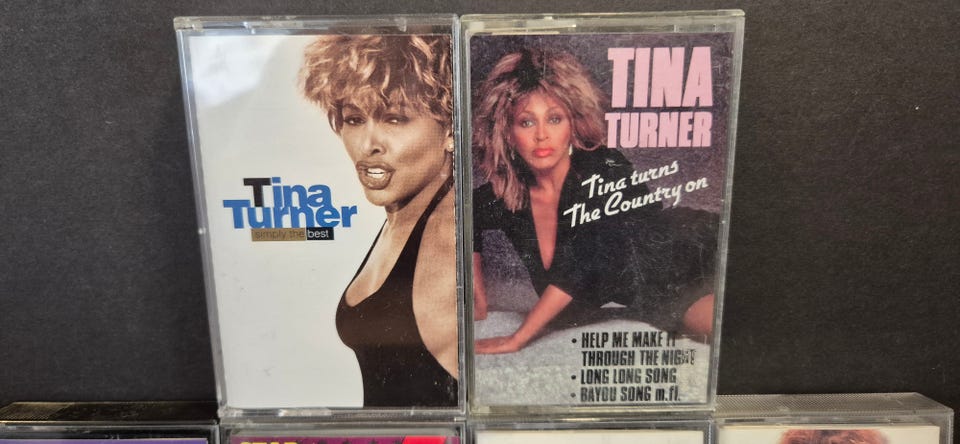 Tina
Turner
simply the best
TINA
TURNER
Tina turns
The Country on
• HELP ME MAKE IT
THROUGH THE NIGHT
• LONG LONG SONG
• BAYOU SONG m.fl.
STAR